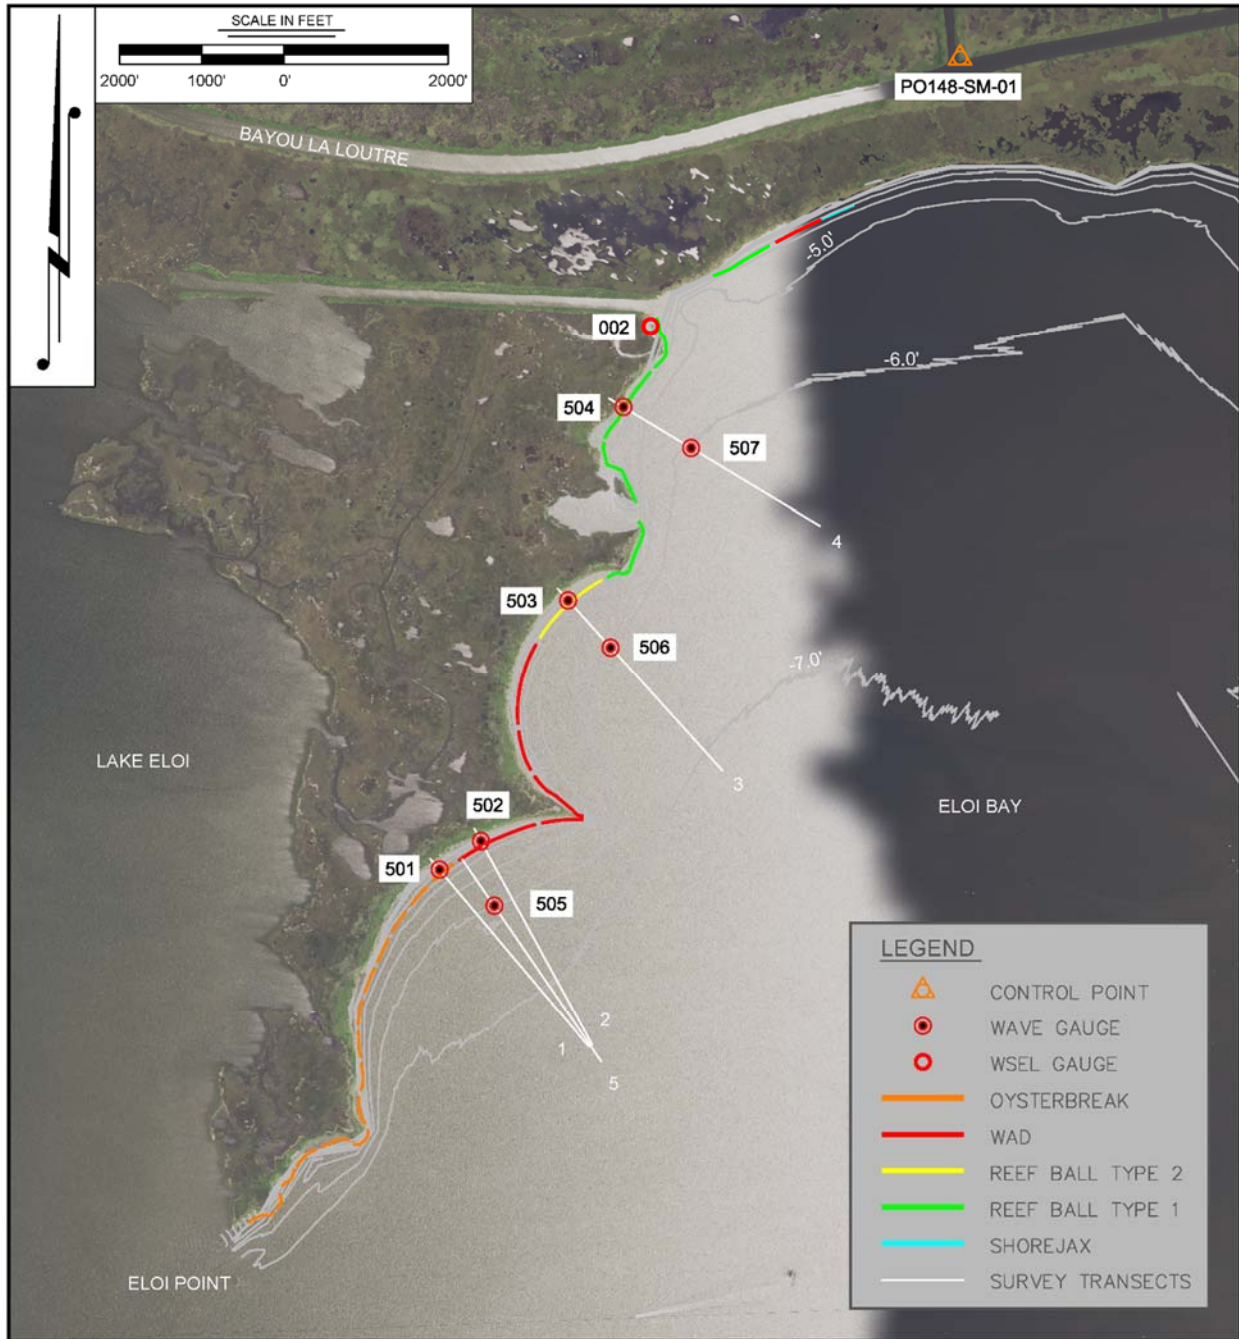 SCALE IN FEET
2000' 1000' 0' 2000'
PO148-SM-01
BAYOU LA LOUTRE
-5.0'
002
-6.0'
504
507
4
503
506
-7.0'
LAKE ELOI
3
ELOI BAY
502
501
505
2
1
5
ELOI POINT
LEGEND
CONTROL POINT
WAVE GAUGE
WSEL GAUGE
OYSTERBREAK
WAD
REEF BALL TYPE 2
REEF BALL TYPE 1
SHOREJAX
SURVEY TRANSECTS